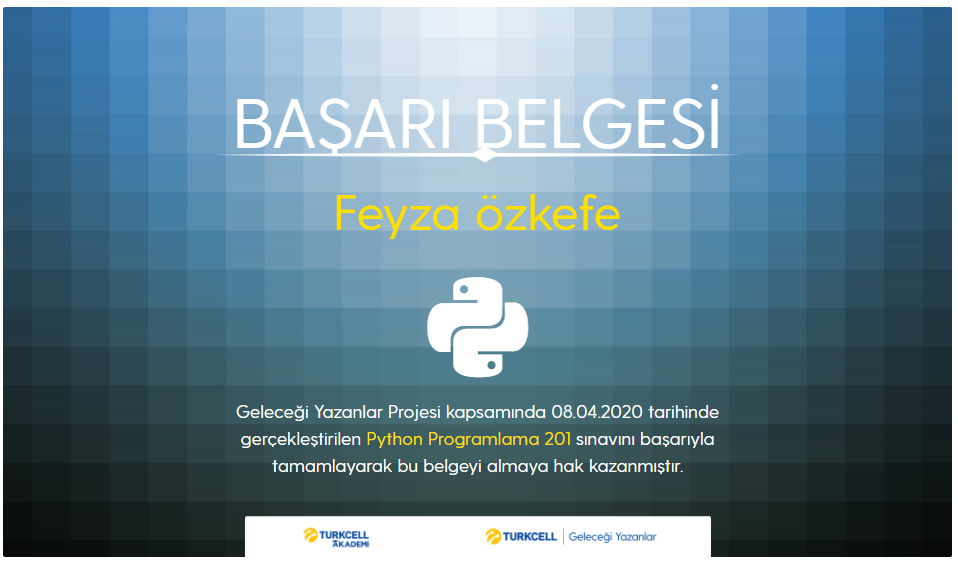 BAŞARI BELGESİ
Feyza özkefe
Geleceği Yazanlar Projesi kapsamında 08.04.2020 tarihinde
gerçekleştirilen Python Programlama 201 sınavını başarıyla
tamamlayarak bu belgeyi almaya hak kazanmıştır.
TURKCELL
AKADEMİ
TURKCELL | Geleceği Yazanlar